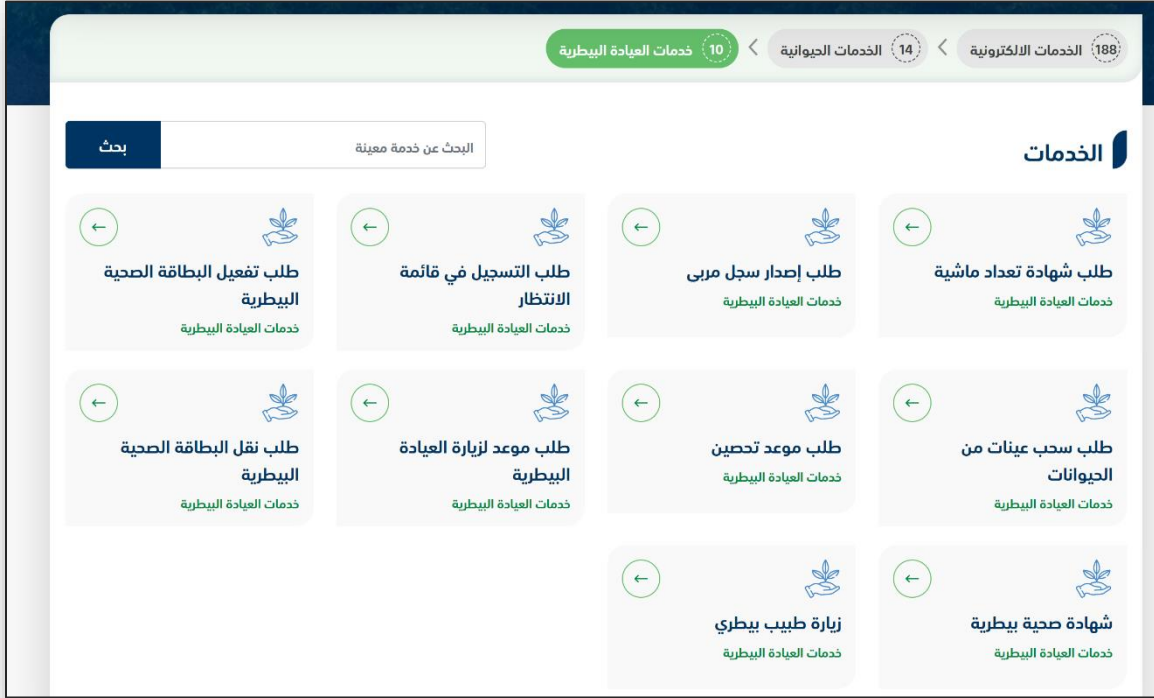 188 الخدمات الالكترونية
14 الخدمات الحيوانية
10 خدمات العيادة البيطرية
الخدمات
البحث عن خدمة معينة
بحث
طلب شهادة تعداد ماشية
خدمات العيادة البيطرية
طلب إصدار سجل مربى
خدمات العيادة البيطرية
طلب التسجيل في قائمة
الانتظار
خدمات العيادة البيطرية
طلب تفعيل البطاقة الصحية
البيطرية
خدمات العيادة البيطرية
طلب سحب عينات من
الحيوانات
خدمات العيادة البيطرية
طلب موعد تحصين
خدمات العيادة البيطرية
طلب موعد لزيارة العيادة
البيطرية
خدمات العيادة البيطرية
طلب نقل البطاقة الصحية
البيطرية
خدمات العيادة البيطرية
شهادة صحية بيطرية
خدمات العيادة البيطرية
زيارة طبيب بيطري
خدمات العيادة البيطرية